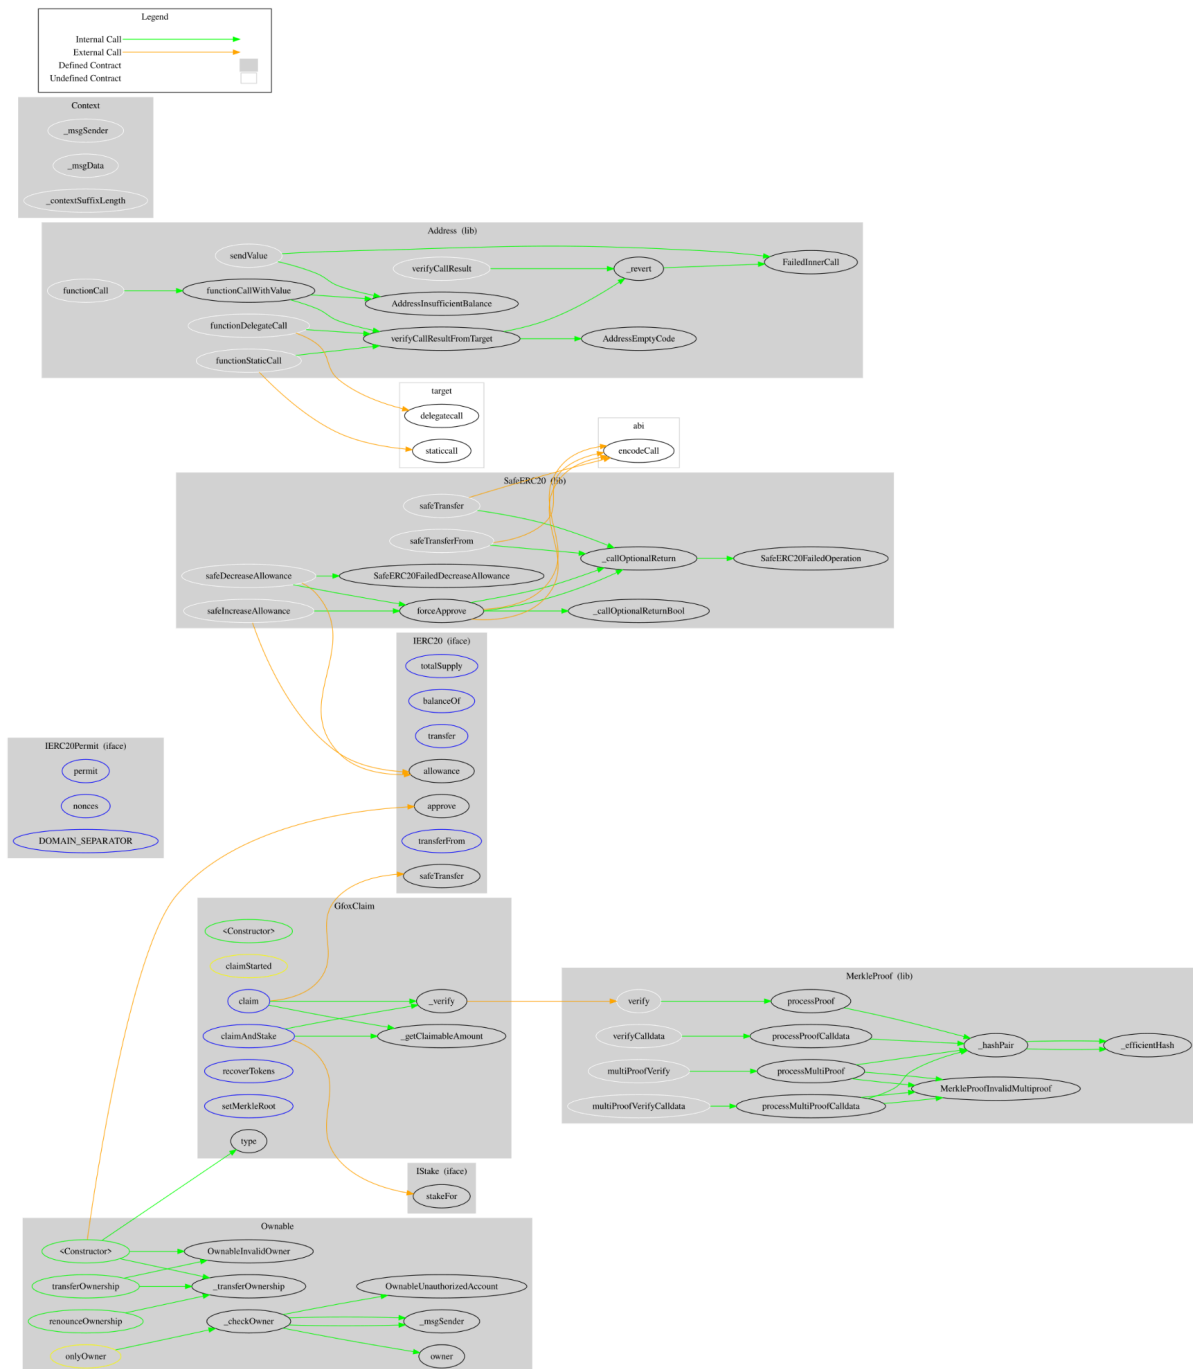 Legend
Internal Call
External Call
Defined Contract
Undefined Contract
Context
_msgSender
_msgData
_contextSuffixLength
Address (lib)
sendValue
verifyCallResult
_revert
FailedInnerCall
functionCall
functionCallWithValue
AddressInsufficientBalance
functionDelegateCall
verifyCallResultFromTarget
AddressEmptyCode
functionStaticCall
target
delegatecall
staticcall
abi
encodeCall
SafeERC20 (lib)
safeTransfer
safeTransferFrom
_callOptionalReturn
SafeERC20FailedOperation
safeDecreaseAllowance
SafeERC20FailedDecreaseAllowance
safeIncreaseAllowance
forceApprove
_callOptionalReturnBool
IERC20 (iface)
totalSupply
balanceOf
transfer
allowance
approve
transferFrom
safeTransfer
IERC20Permit (iface)
permit
nonces
DOMAIN_SEPARATOR
GfoxClaim
<Constructor>
claimStarted
claim
_verify
claimAndStake
_getClaimableAmount
recoverTokens
setMerkleRoot
type
MerkleProof (lib)
verify
processProof
verifyCalldata
processProofCalldata
_hashPair
_efficientHash
multiProofVerify
processMultiProof
MerkleProofInvalidMultiproof
multiProofVerifyCalldata
processMultiProofCalldata
IStake (iface)
stakeFor
Ownable
<Constructor>
OwnableInvalidOwner
transferOwnership
_transferOwnership
OwnableUnauthorizedAccount
renounceOwnership
_checkOwner
_msgSender
onlyOwner
owner